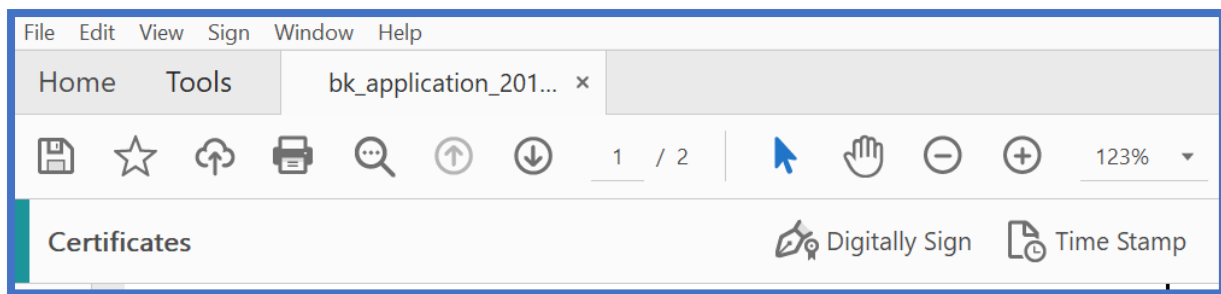 File Edit View Sign Window Help
Home Tools bk_application_201... ×
1 / 2 123%
Certificates Digitally Sign Time Stamp